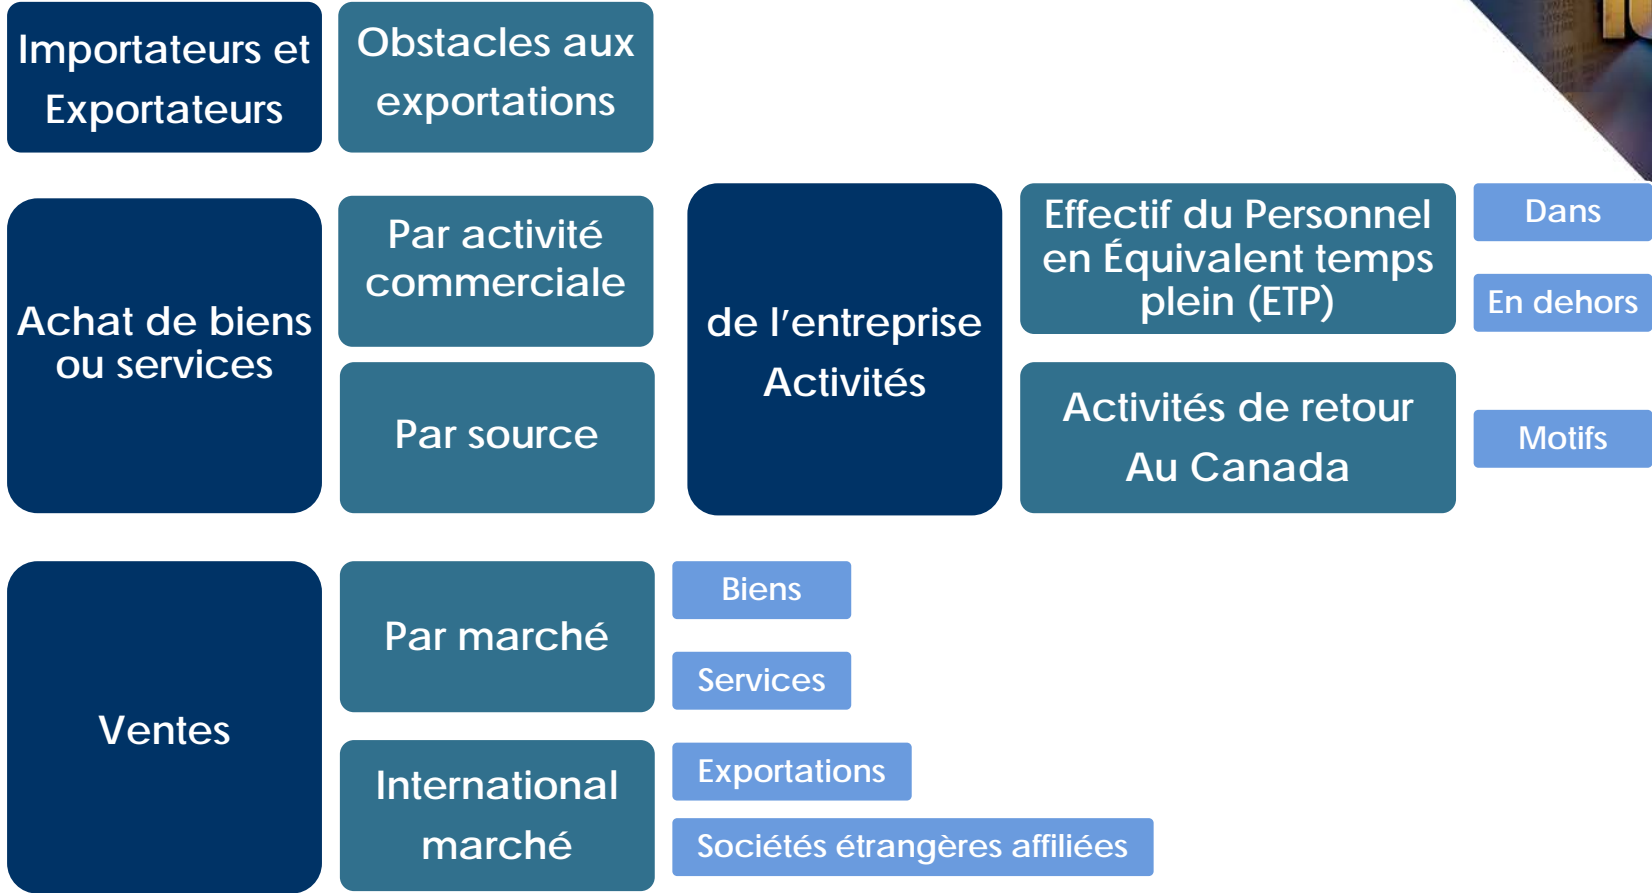 Importateurs et
Exportateurs
Obstacles aux
exportations
Achat de biens
ou services
Par activité
commerciale
Par source
de l'entreprise
Activités
Effectif du Personnel
en Équivalent temps
plein (ETP)
Dans
En dehors
Activités de retour
Au Canada
Motifs
Ventes
Par marché
Biens
Services
International
marché
Exportations
Sociétés étrangères affiliées